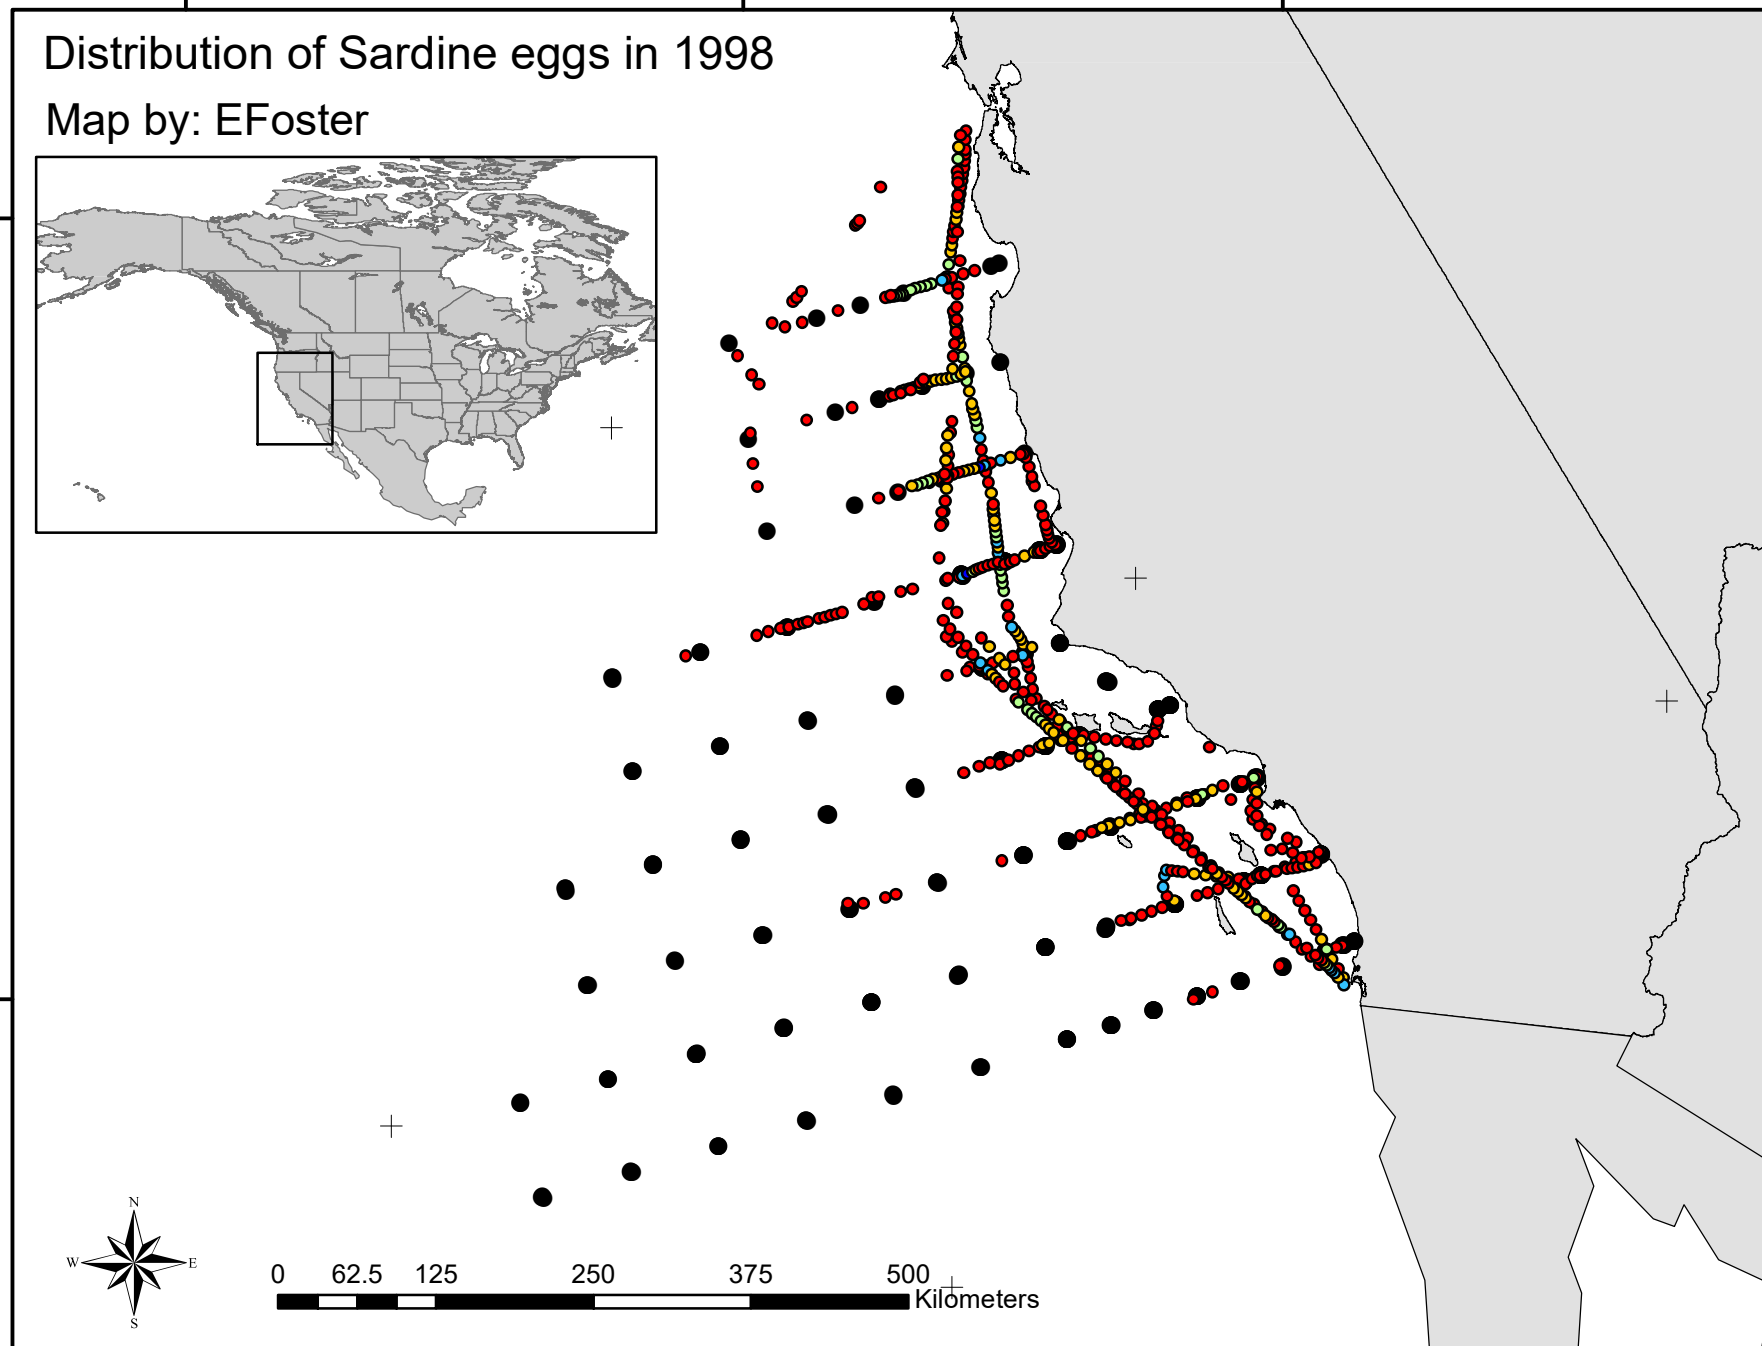 Distribution of Sardine eggs in 1998
Map by: EFoster
N
W E
S
0 62.5 125 250 375 500
Kilometers